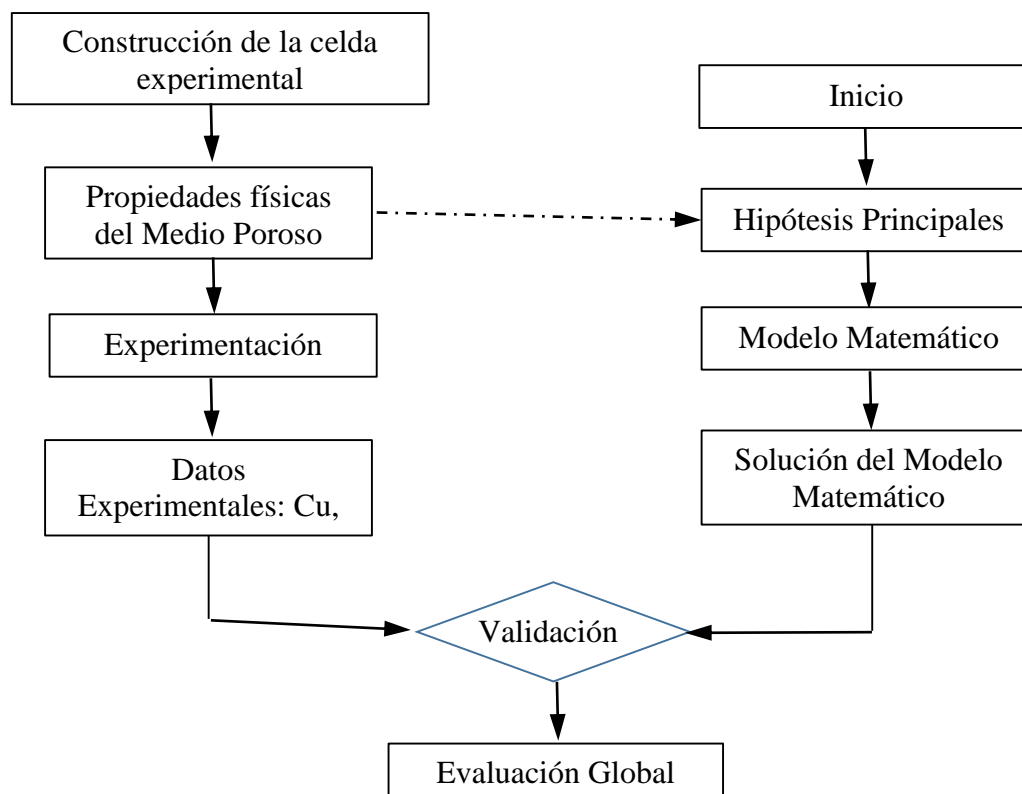 Construcción de la celda
experimental
Inicio
Propiedades físicas
del Medio Poroso
Hipótesis Principales
Experimentación
Modelo Matemático
Datos
Experimentales: Cu,
Solución del Modelo
Matemático
Validación
Evaluación Global